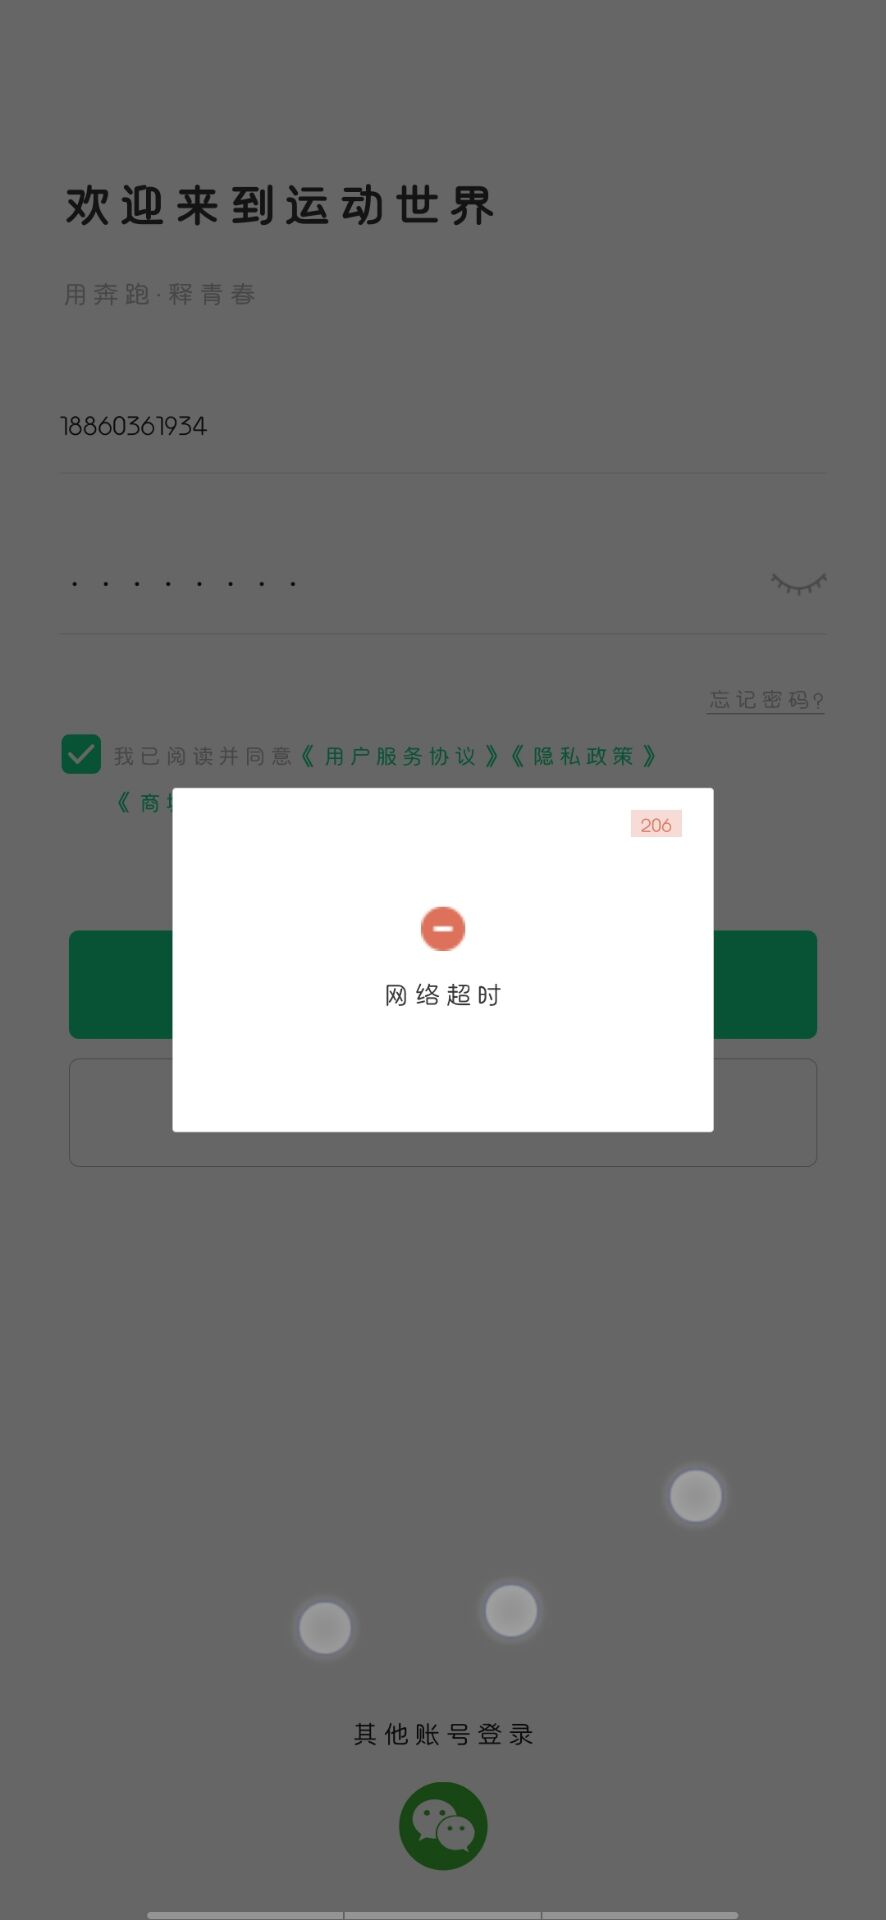 欢迎来到运动世界
用奔跑·释青春
18860361934
忘记密码?
我已阅读并同意《用户服务协议》《隐私政策》
《商
206
网络超时
其他账号登录